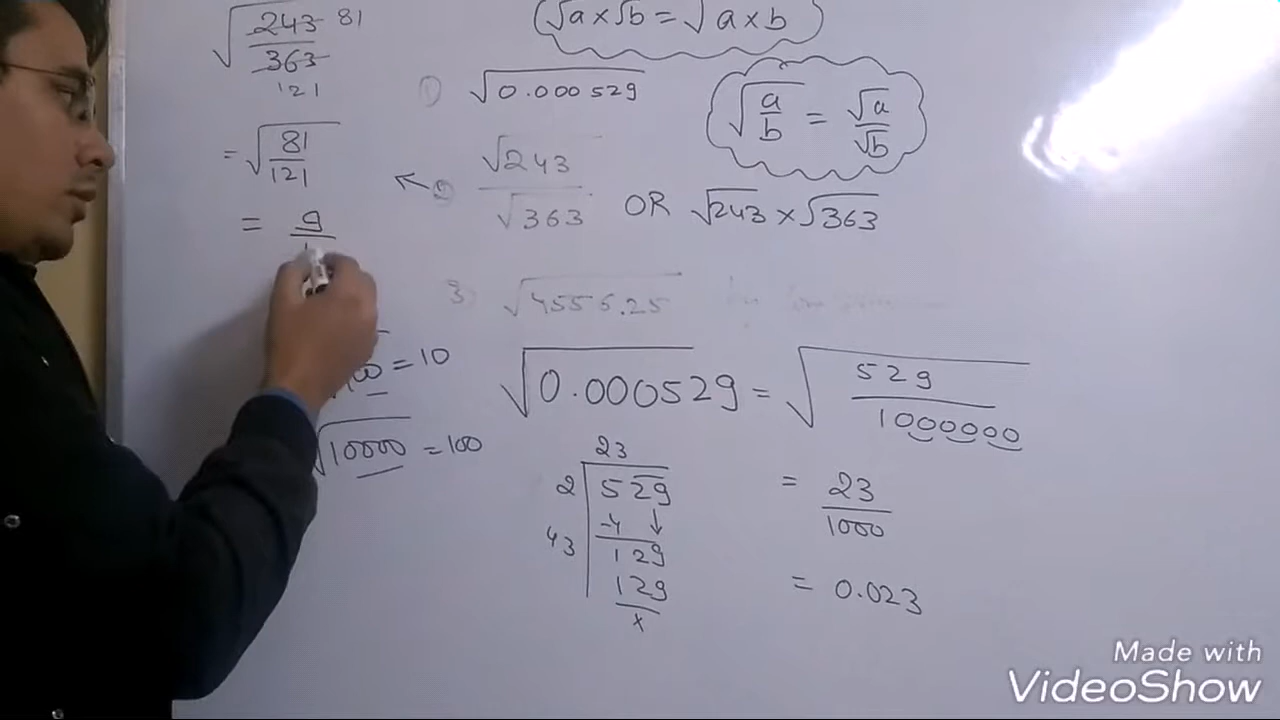 √243/363 81
121
= √81/121
= 9/1
(√a × √b = √a × b)
1) √0.000529
√a/b = √a/√b
← 2) √243/√363 OR √243 × √363
3) √4556.25
√100 = 10
√10000 = 100
√0.000529 = √529/1000000
23
2 529
-4 ↓
43 129
129
x
= 23/1000
= 0.023
Made with
VideoShow